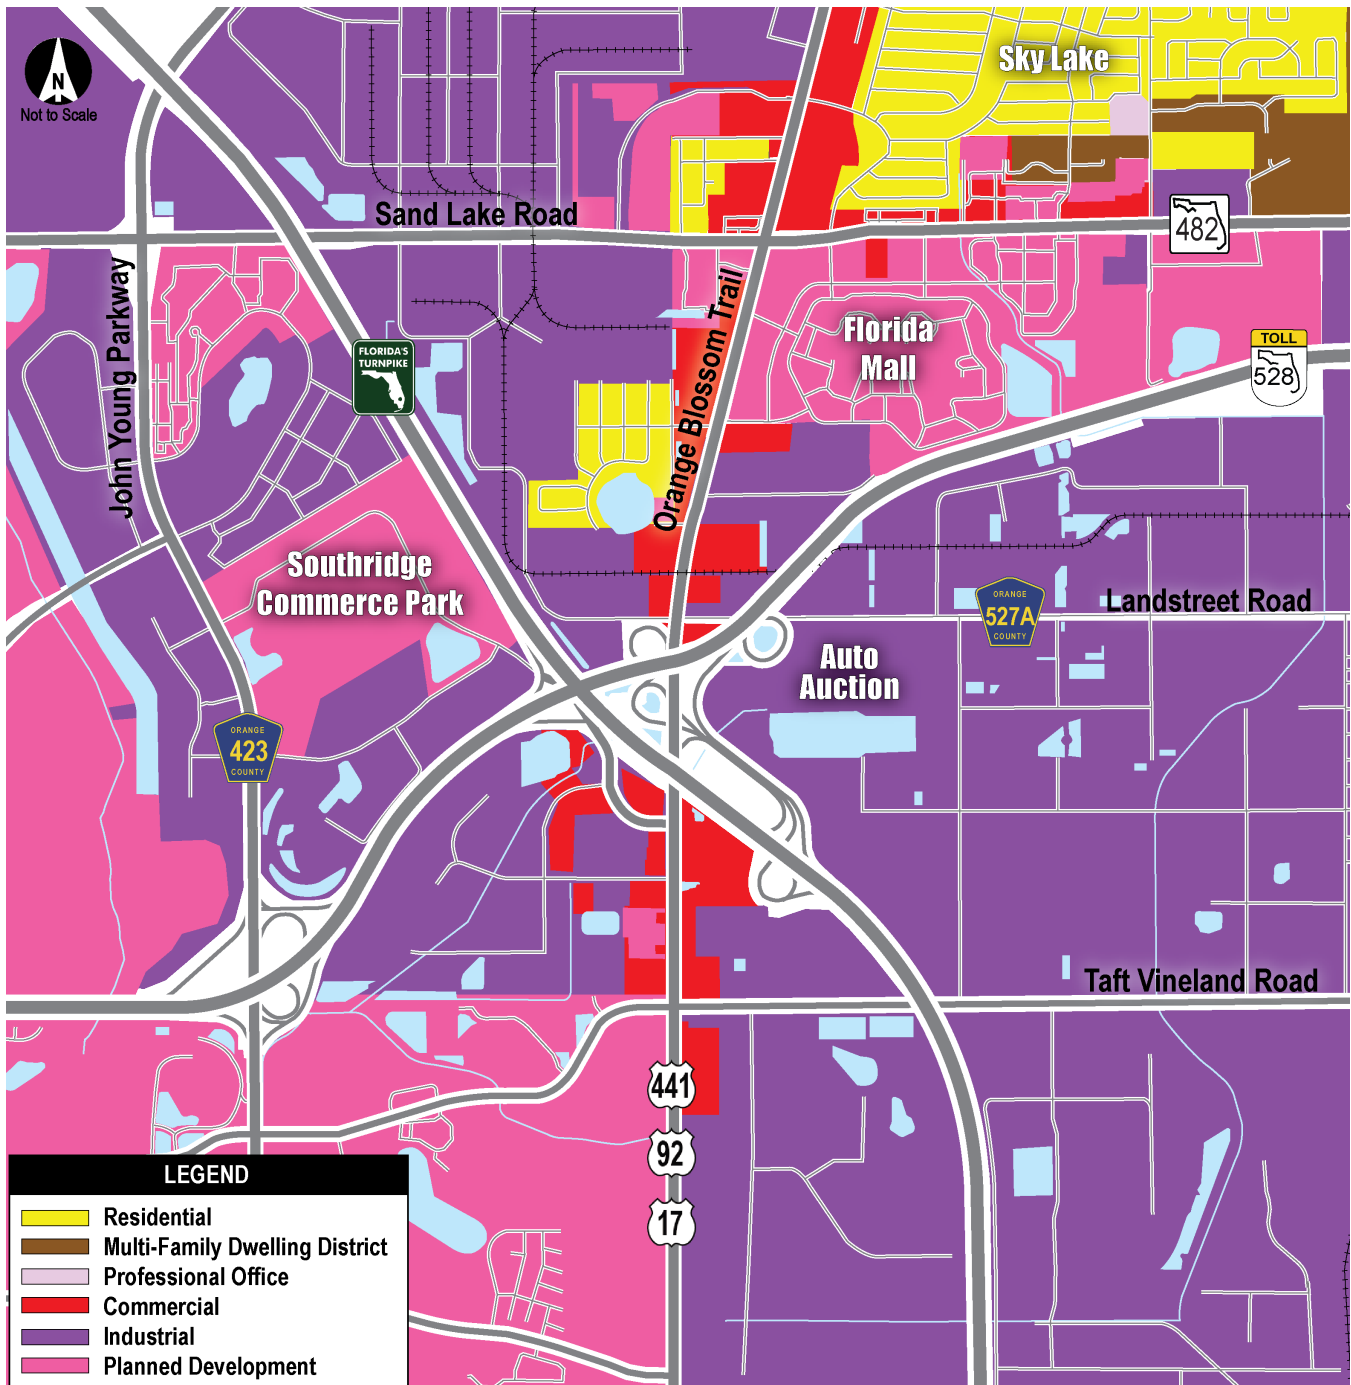 Sky Lake
N
Not to Scale
Sand Lake Road
482
John Young Parkway
Orange Blossom Trail
Florida
Mall
FLORIDA'S
TURNPIKE
TOLL
528
Southridge
Commerce Park
ORANGE
527A
COUNTY
Landstreet Road
Auto
Auction
ORANGE
423
COUNTY
Taft Vineland Road
441
92
17
LEGEND
Residential
Multi-Family Dwelling District
Professional Office
Commercial
Industrial
Planned Development